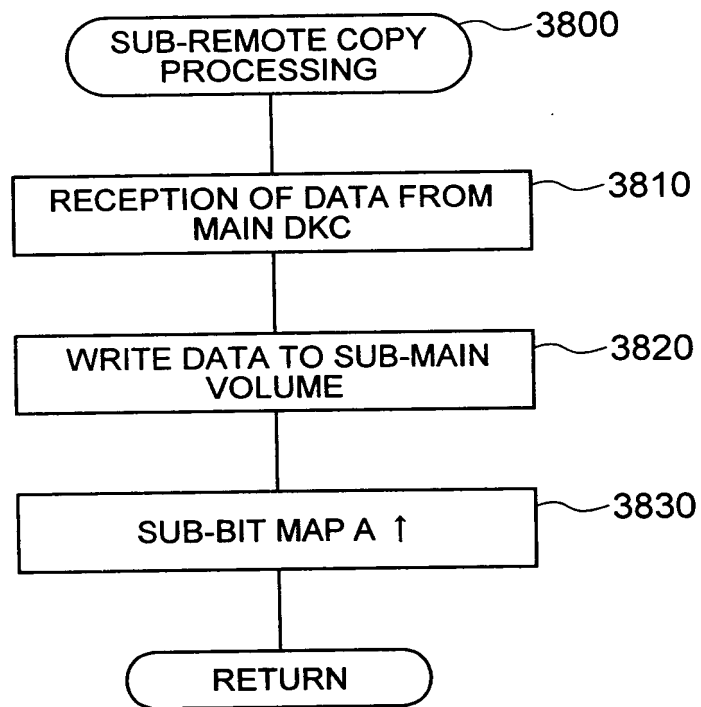 SUB-REMOTE COPY
PROCESSING
3800
RECEPTION OF DATA FROM
MAIN DKC
3810
WRITE DATA TO SUB-MAIN
VOLUME
3820
SUB-BIT MAP A ↑
3830
RETURN